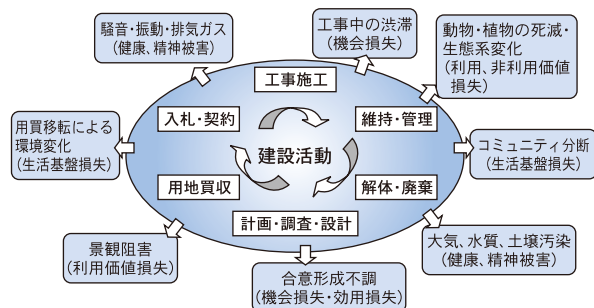 騒音・振動・排気ガス
(健康、精神被害)
工事中の渋滞
(機会損失)
動物・植物の死滅・
生態系変化
(利用、非利用価値
損失)
工事施工
入札・契約
維持・管理
用買移転による
環境変化
(生活基盤損失)
建設活動
コミュニティ分断
(生活基盤損失)
用地買収
解体・廃棄
計画・調査・設計
景観阻害
(利用価値損失)
合意形成不調
(機会損失・効用損失)
大気、水質、土壌汚染
(健康、精神被害)